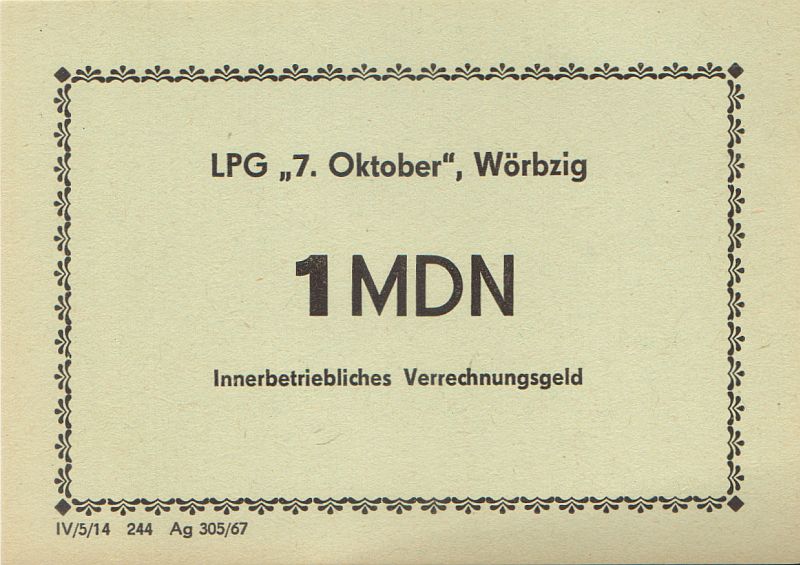 LPG „7. Oktober“, Wörbzig
1 MDN
Innerbetriebliches Verrechnungsgeld
IV/5/14 244 Ag 305/67